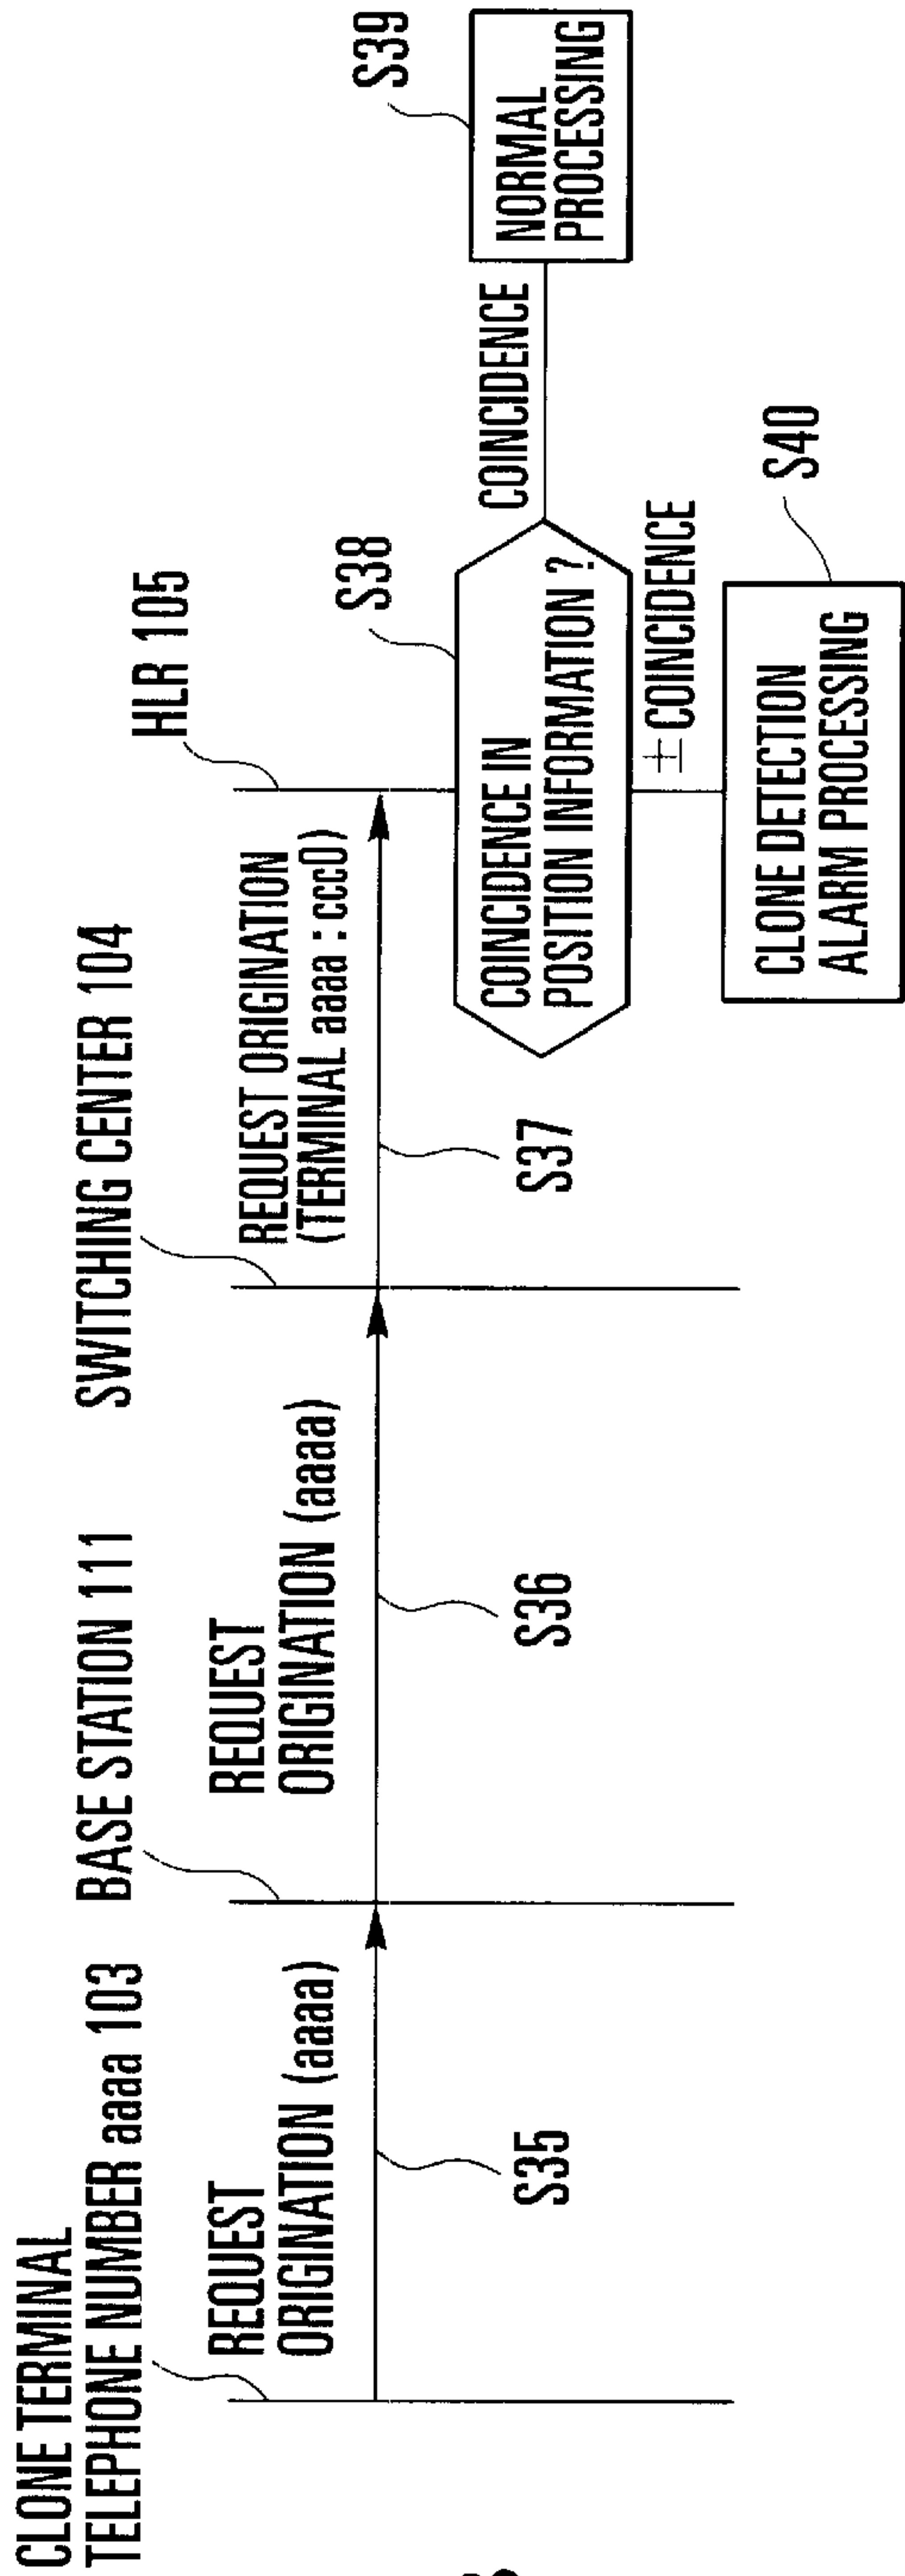 CLONE TERMINAL
TELEPHONE NUMBER aaaa 103
BASE STATION 111
SWITCHING CENTER 104
HLR 105
REQUEST
ORIGINATION (aaaa)
S35
REQUEST
ORIGINATION (aaaa)
S36
REQUEST ORIGINATION
(TERMINAL aaaa : ccc0)
S37
COINCIDENCE IN
POSITION INFORMATION ?
S38
COINCIDENCE
NORMAL
PROCESSING
S39
≠ COINCIDENCE
CLONE DETECTION
ALARM PROCESSING
S40